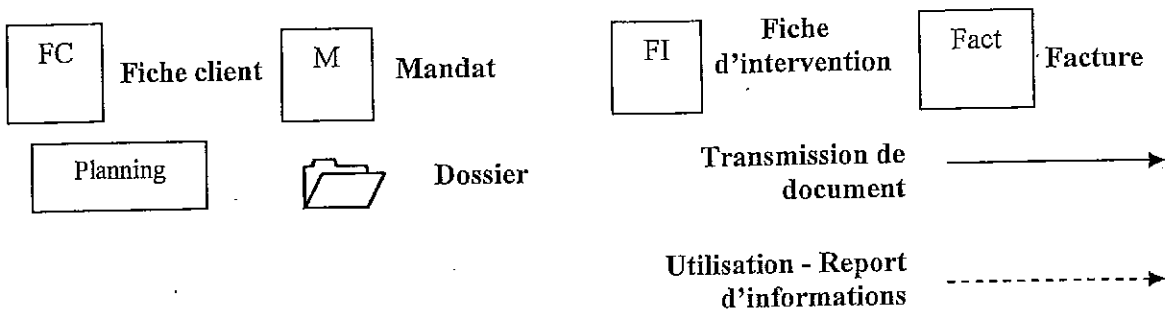 FC
Fiche client
M
Mandat
FI
Fiche
d'intervention
Fact
Facture
Planning
Dossier
Transmission de
document
Utilisation - Report
d'informations